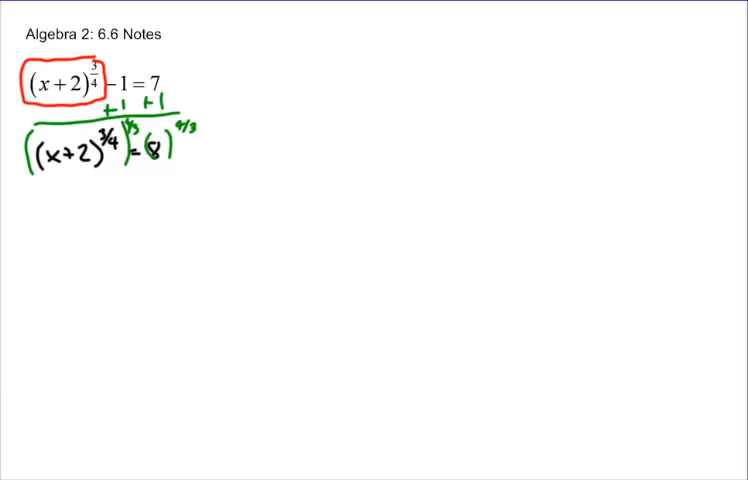 Algebra 2: 6.6 Notes
(x+2)^(3/4) − 1 = 7
+1 +1
((x+2)^(3/4))^(4/3) = (8)^(4/3)